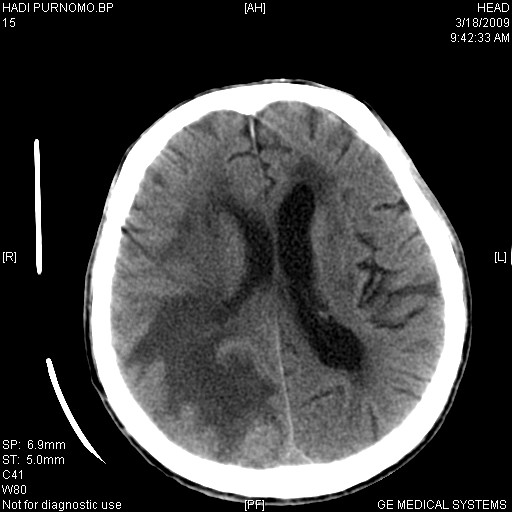 HADI PURNOMO.BP
15
[AH]
HEAD
3/18/2009
9:42:33 AM
[R]
[L]
SP: 6.9mm
ST: 5.0mm
C41
W80
Not for diagnostic use
[PF]
GE MEDICAL SYSTEMS